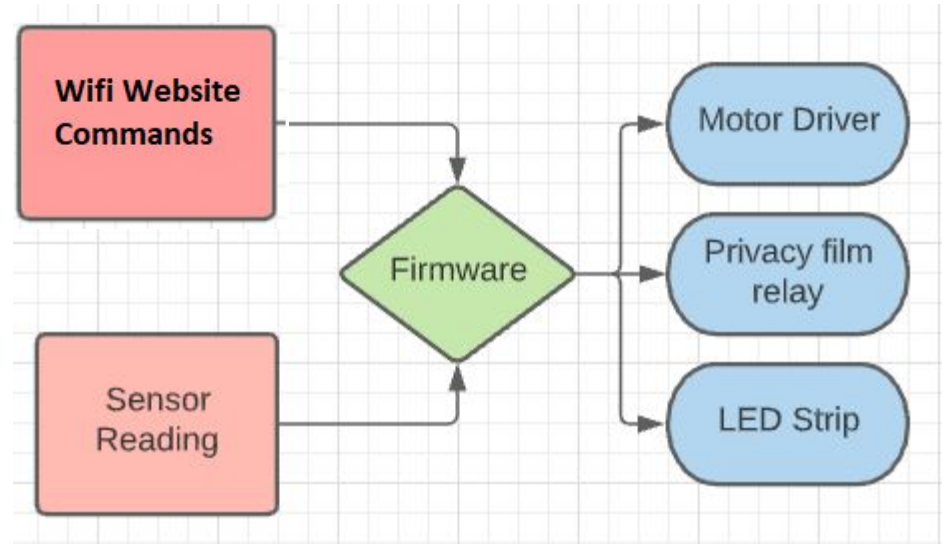 Wifi Website
Commands
Sensor
Reading
Firmware
Motor Driver
Privacy film
relay
LED Strip